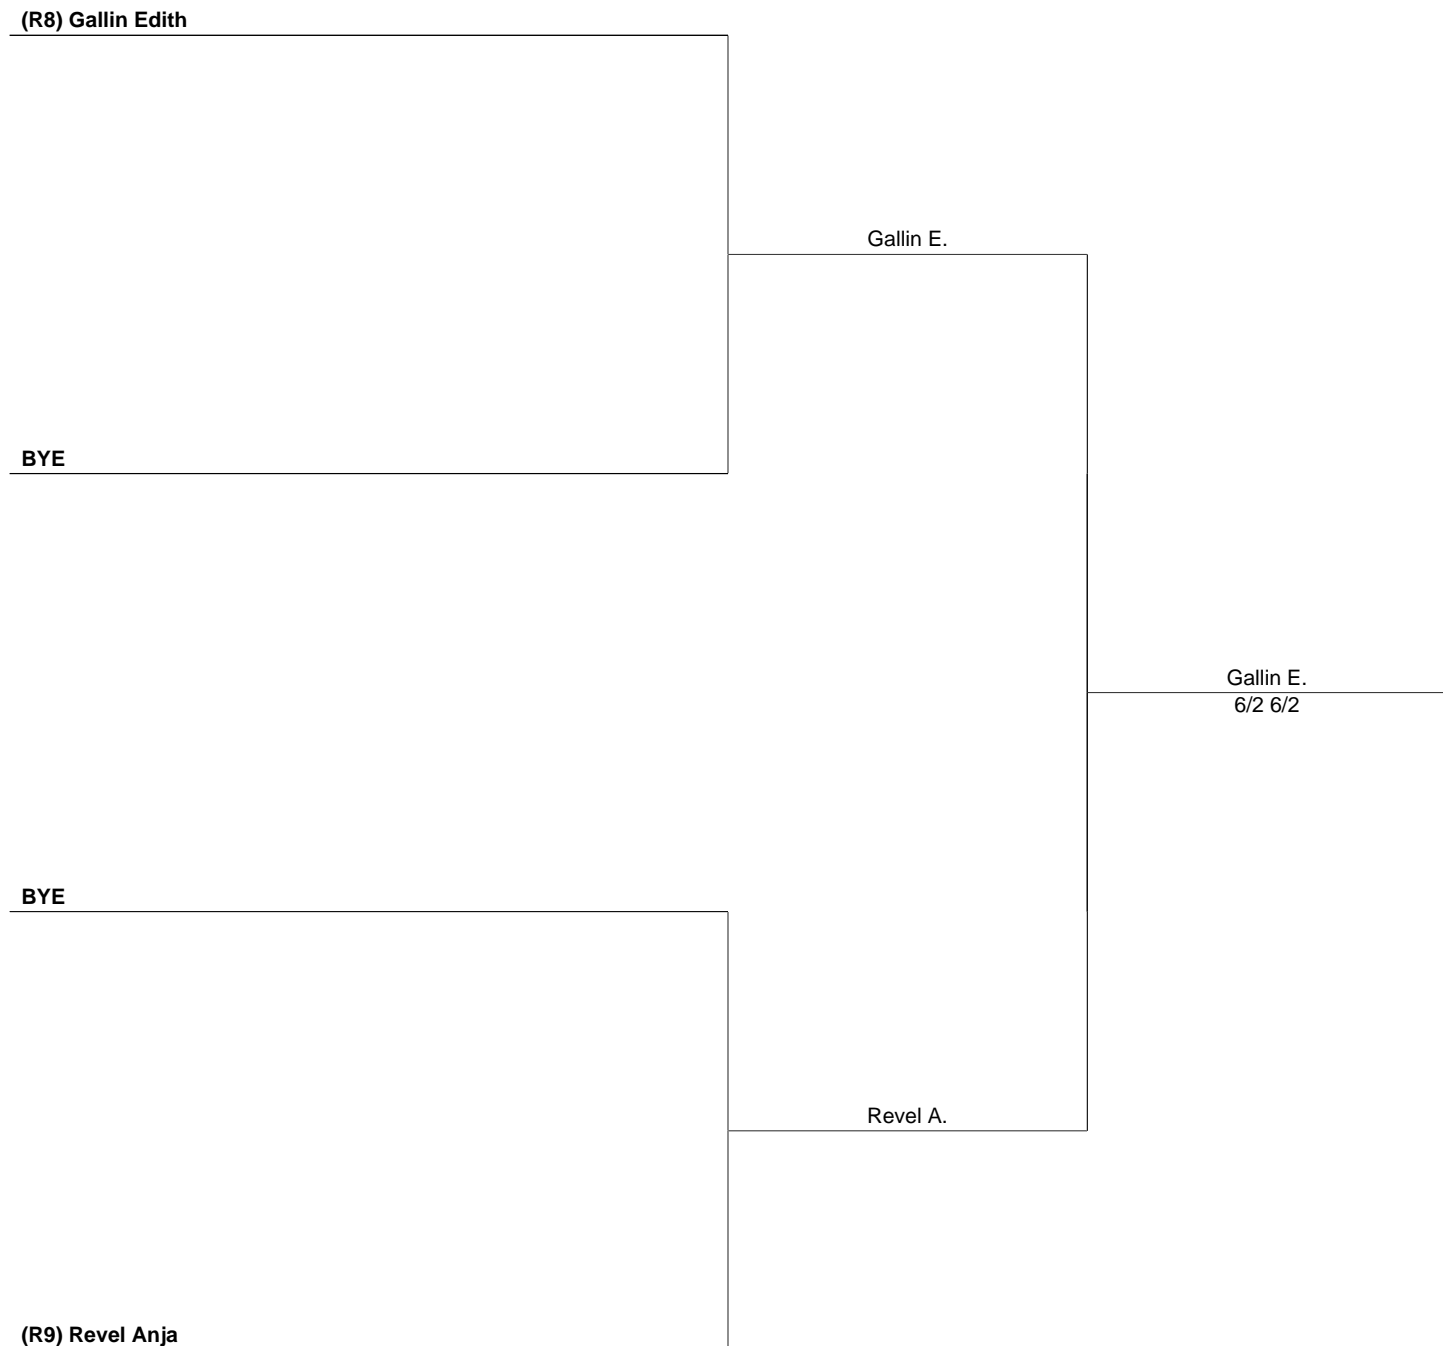 (R8) Gallin Edith
Gallin E.
BYE
Gallin E.
6/2 6/2
BYE
Revel A.
(R9) Revel Anja